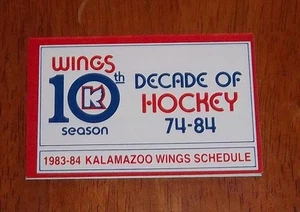 WINGS
10th
K
season
DECADE OF
HOCKEY
74-84
1983-84 KALAMAZOO WINGS SCHEDULE